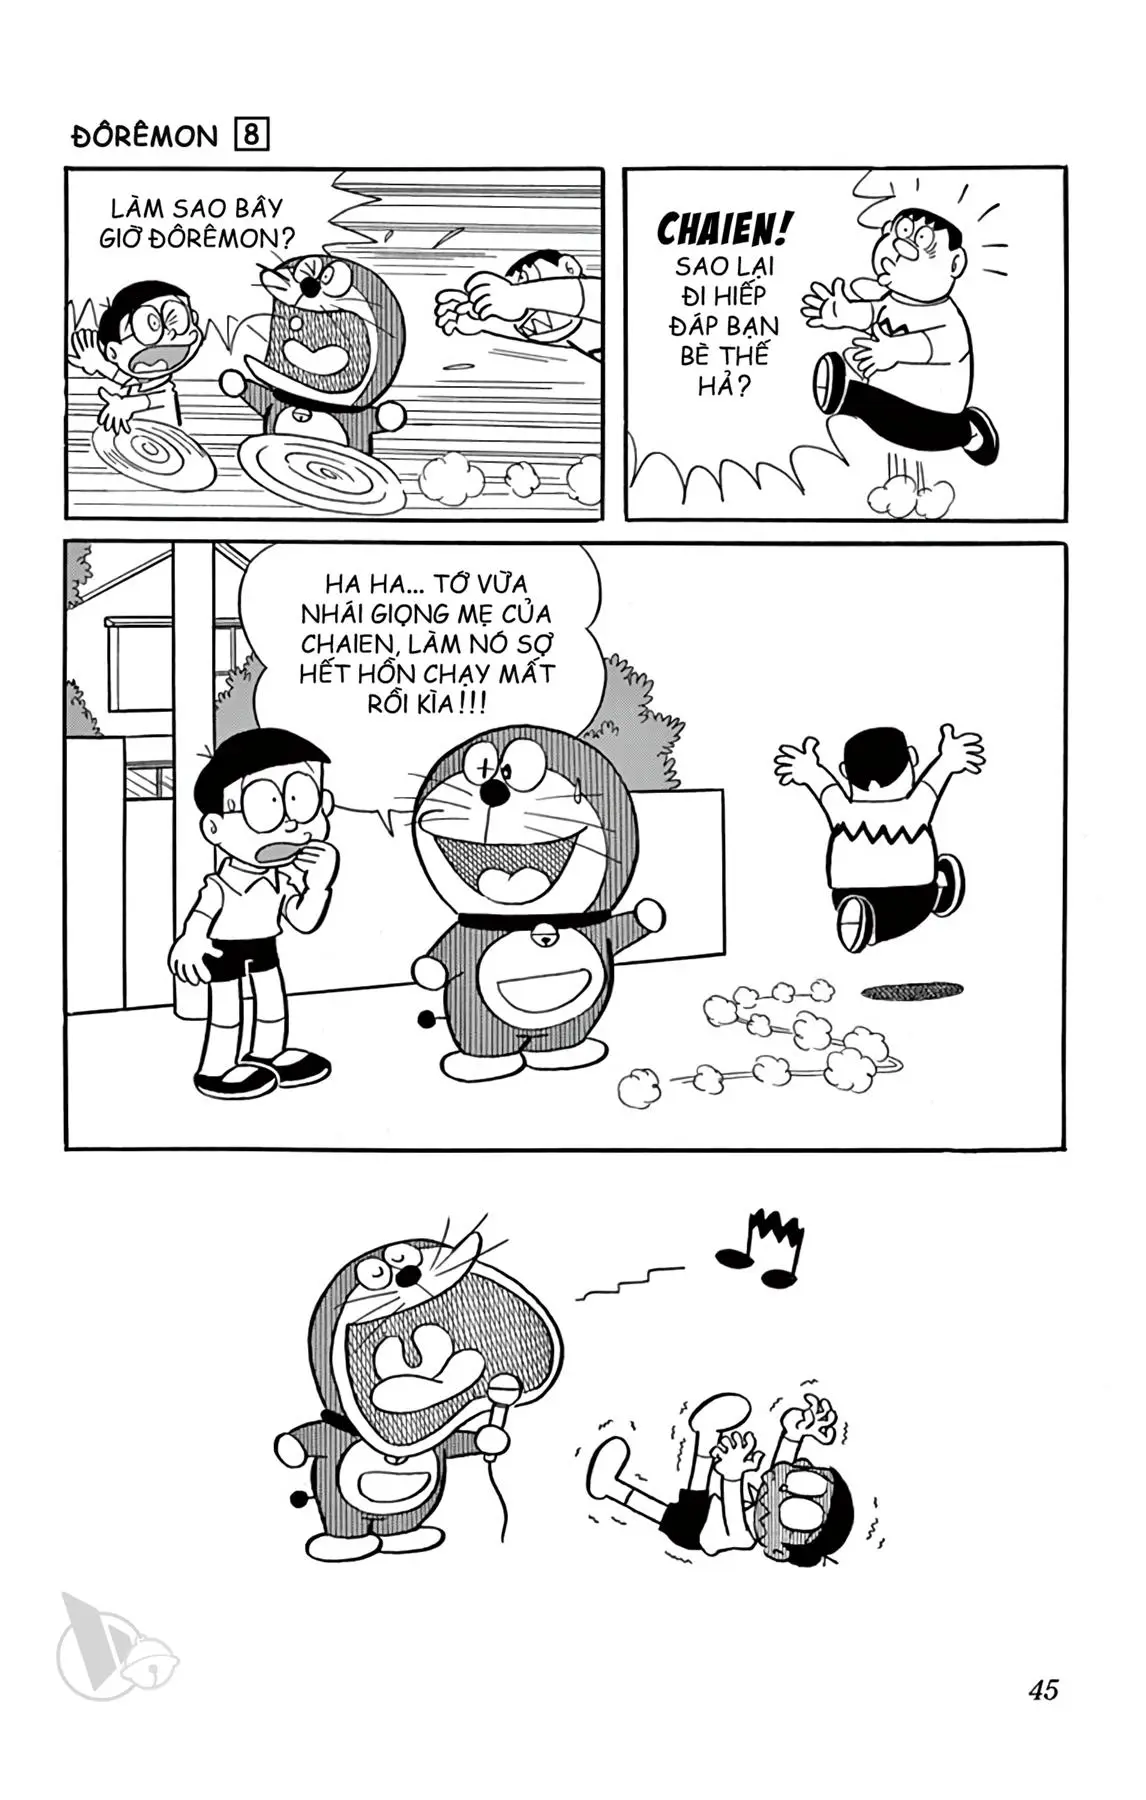 ĐÔRÊMON 8
LÀM SAO BÂY
GIỜ ĐÔRÊMON?
CHAIEN!
SAO LẠI
ĐI HIẾP
ĐÁP BẠN
BÈ THẾ
HẢ?
HA HA... TỚ VỪA
NHÁI GIỌNG MẸ CỦA
CHAIEN, LÀM NÓ SỢ
HẾT HỒN CHẠY MẤT
RỒI KÌA!!!
45